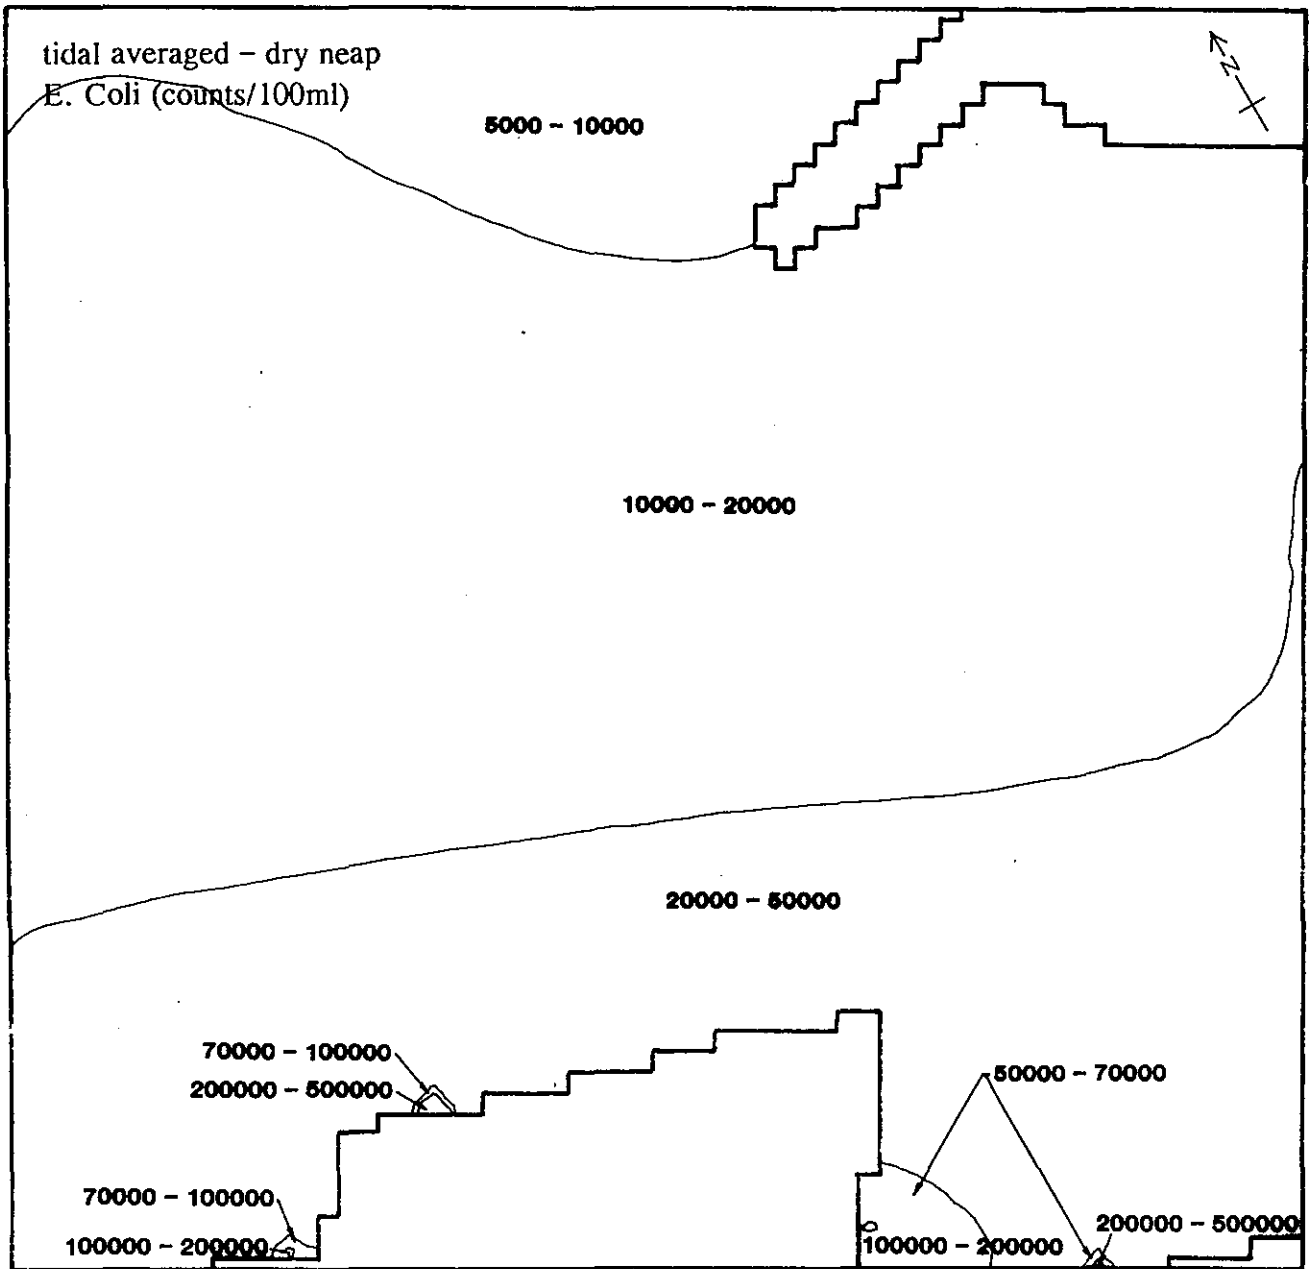 tidal averaged – dry neap
E. Coli (counts/100ml)
N
5000 – 10000
10000 – 20000
20000 – 50000
70000 – 100000
200000 – 500000
50000 – 70000
70000 – 100000
100000 – 200000
100000 – 200000
200000 – 500000